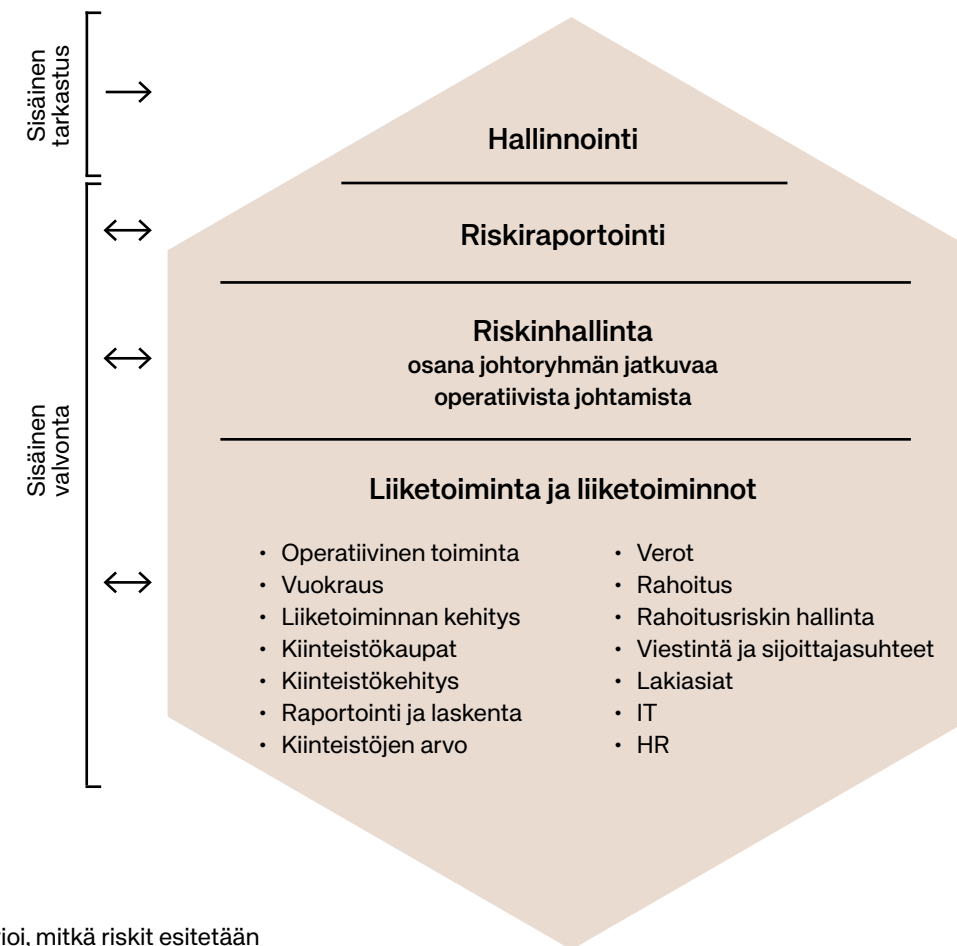 Sisäinen
tarkastus
Hallinnointi
Riskiraportointi
Riskinhallinta
osana johtoryhmän jatkuvaa
operatiivista johtamista
Sisäinen
valvonta
Liiketoiminta ja liiketoiminnot
• Operatiivinen toiminta
• Vuokraus
• Liiketoiminnan kehitys
• Kiinteistökaupat
• Kiinteistökehitys
• Raportointi ja laskenta
• Kiinteistöjen arvo
• Verot
• Rahoitus
• Rahoitusriskin hallinta
• Viestintä ja sijoittajasuhteet
• Lakiasiat
• IT
• HR
ioi, mitkä riskit esitetään